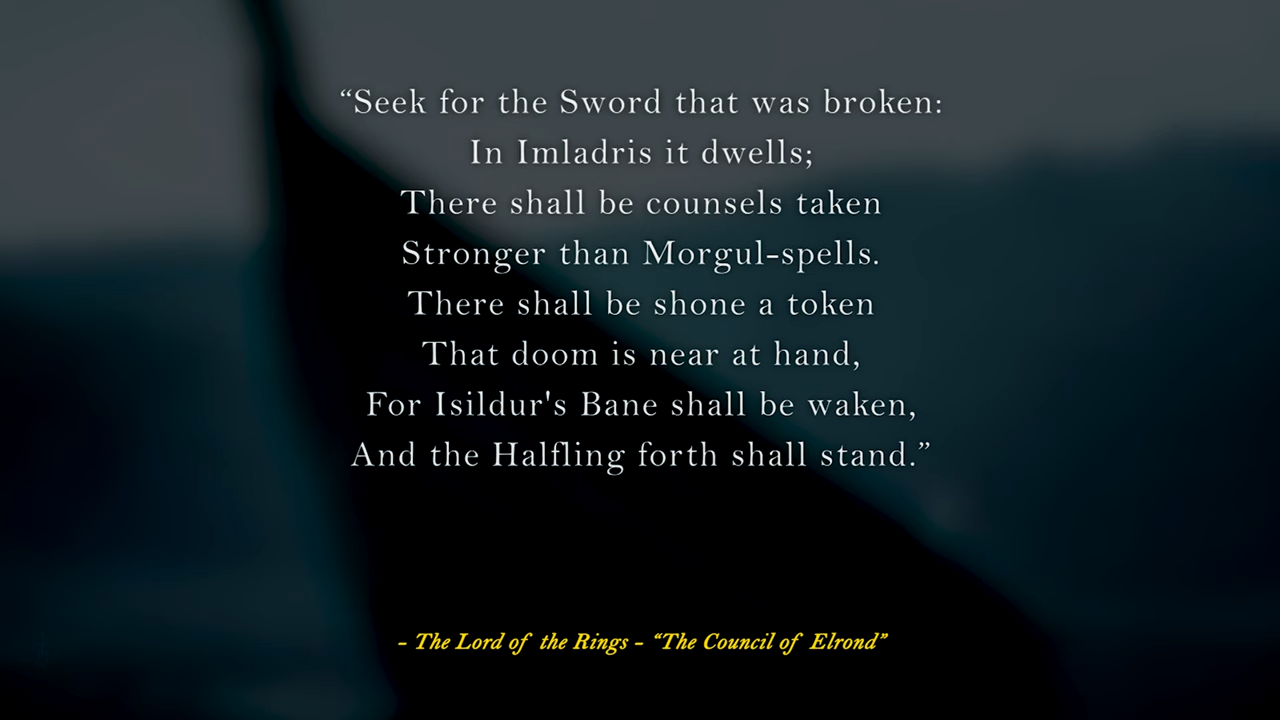 “Seek for the Sword that was broken:
In Imladris it dwells;
There shall be counsels taken
Stronger than Morgul-spells.
There shall be shone a token
That doom is near at hand,
For Isildur's Bane shall be waken,
And the Halfling forth shall stand.”
– The Lord of the Rings – “The Council of Elrond”